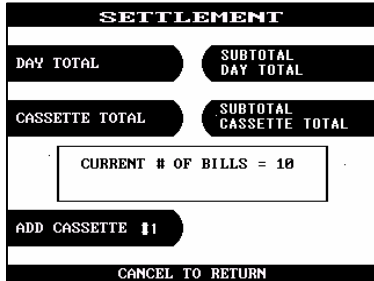 SETTLEMENT
DAY TOTAL
SUBTOTAL
DAY TOTAL
CASSETTE TOTAL
SUBTOTAL
CASSETTE TOTAL
CURRENT # OF BILLS = 10
ADD CASSETTE #1
CANCEL TO RETURN